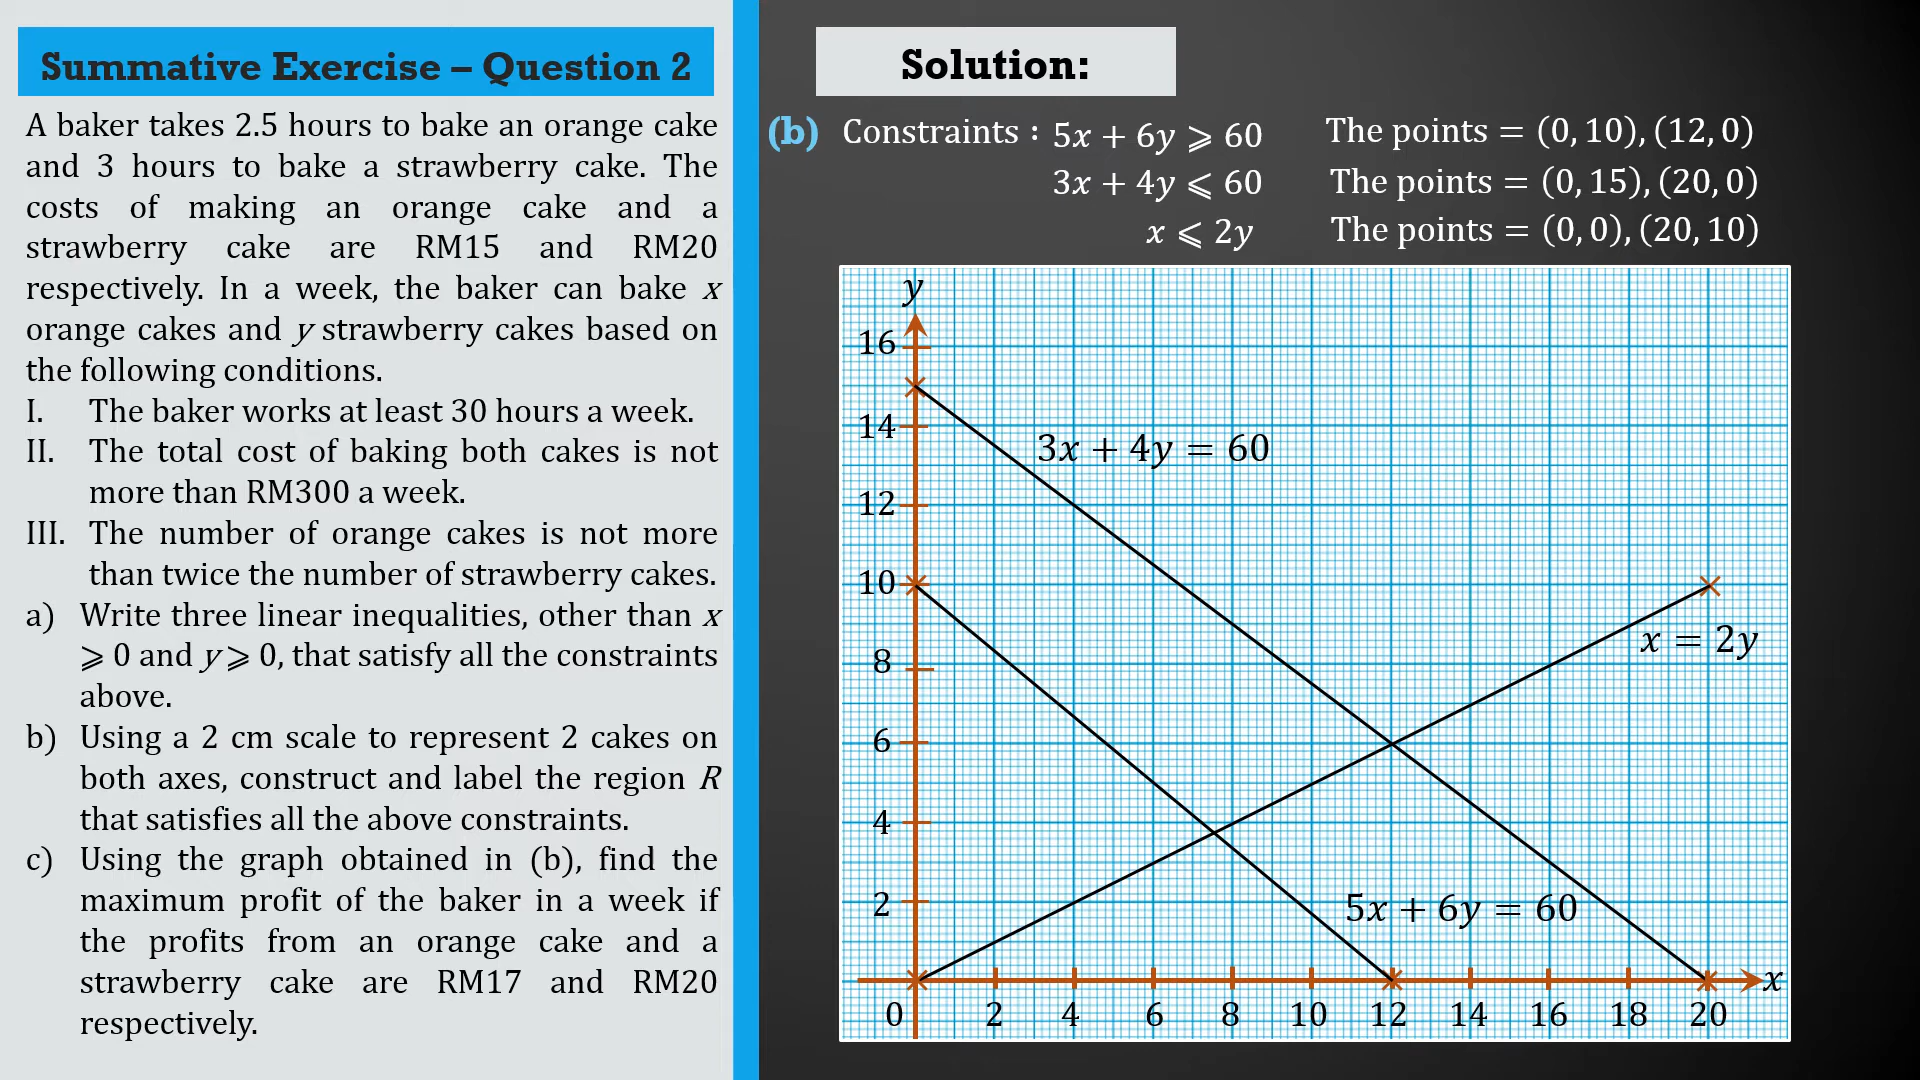 Summative Exercise – Question 2
A baker takes 2.5 hours to bake an orange cake
and 3 hours to bake a strawberry cake. The
costs of making an orange cake and a
strawberry cake are RM15 and RM20
respectively. In a week, the baker can bake x
orange cakes and y strawberry cakes based on
the following conditions.
I. The baker works at least 30 hours a week.
II. The total cost of baking both cakes is not
more than RM300 a week.
III. The number of orange cakes is not more
than twice the number of strawberry cakes.
a) Write three linear inequalities, other than x
⩾ 0 and y ⩾ 0, that satisfy all the constraints
above.
b) Using a 2 cm scale to represent 2 cakes on
both axes, construct and label the region R
that satisfies all the above constraints.
c) Using the graph obtained in (b), find the
maximum profit of the baker in a week if
the profits from an orange cake and a
strawberry cake are RM17 and RM20
respectively.
Solution:
(b) Constraints : 5x + 6y ⩾ 60 The points = (0, 10), (12, 0)
3x + 4y ⩽ 60 The points = (0, 15), (20, 0)
x ⩽ 2y The points = (0, 0), (20, 10)
y
16
14
3x + 4y = 60
12
10
x = 2y
8
6
4
2
5x + 6y = 60
x
0 2 4 6 8 10 12 14 16 18 20